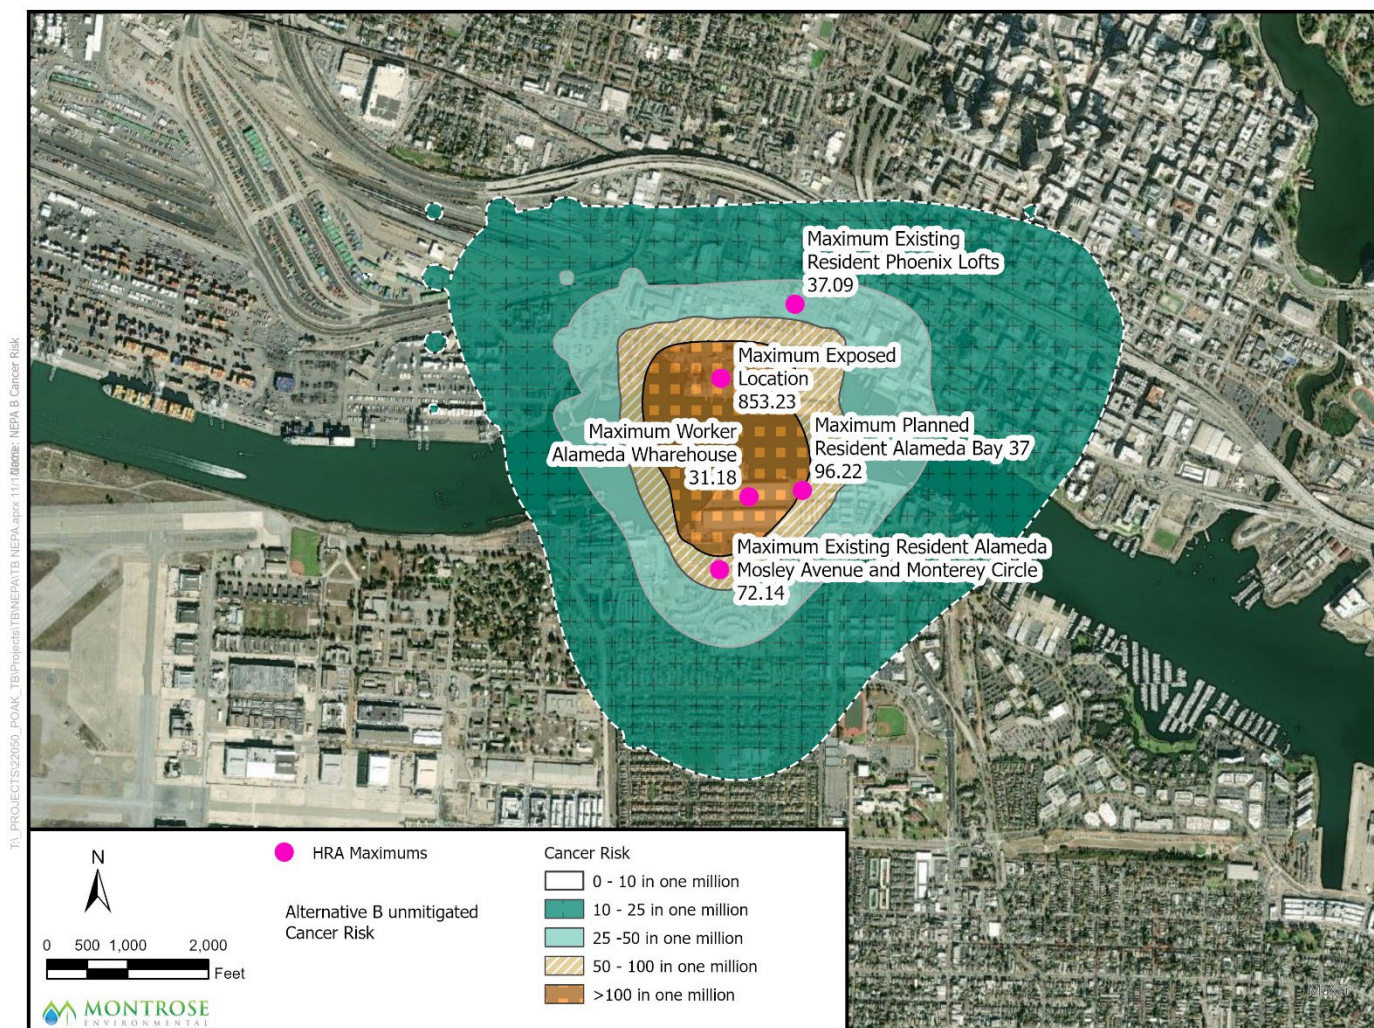 Maximum Existing
Resident Phoenix Lofts
37.09
Maximum Exposed
Location
853.23
Maximum Worker
Alameda Wharehouse
31.18
Maximum Planned
Resident Alameda Bay 37
96.22
Maximum Existing Resident Alameda
Mosley Avenue and Monterey Circle
72.14
N
0 500 1,000 2,000
Feet
MONTROSE
ENVIRONMENTAL
HRA Maximums
Alternative B unmitigated
Cancer Risk
Cancer Risk
0 - 10 in one million
10 - 25 in one million
25 -50 in one million
50 - 100 in one million
>100 in one million
Maxar
NEPA B Cancer Risk